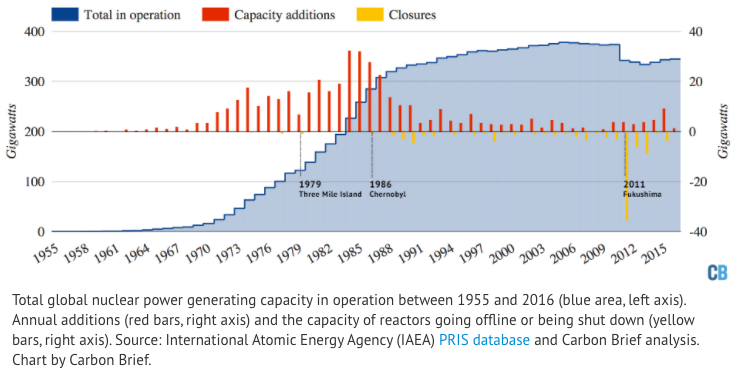 Total in operation Capacity additions Closures
400 40
300 20
200 0
100 -20
0 -40
Gigawatts
Gigawatts
1979
Three Mile Island
1986
Chernobyl
2011
Fukushima
1955 1958 1961 1964 1967 1970 1973 1976 1979 1982 1985 1988 1991 1994 1997 2000 2003 2006 2009 2012 2015
CB
Total global nuclear power generating capacity in operation between 1955 and 2016 (blue area, left axis).
Annual additions (red bars, right axis) and the capacity of reactors going offline or being shut down (yellow
bars, right axis). Source: International Atomic Energy Agency (IAEA) PRIS database and Carbon Brief analysis.
Chart by Carbon Brief.